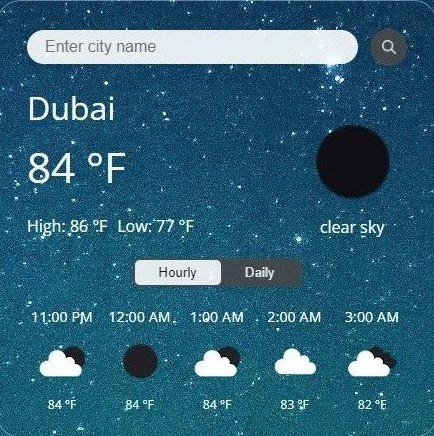 Enter city name
Dubai
84 °F
High: 86 °F Low: 77 °F
clear sky
Hourly Daily
11:00 PM 12:00 AM 1:00 AM 2:00 AM 3:00 AM
84 °F 84 °F 84 °F 83 °F 82 °F